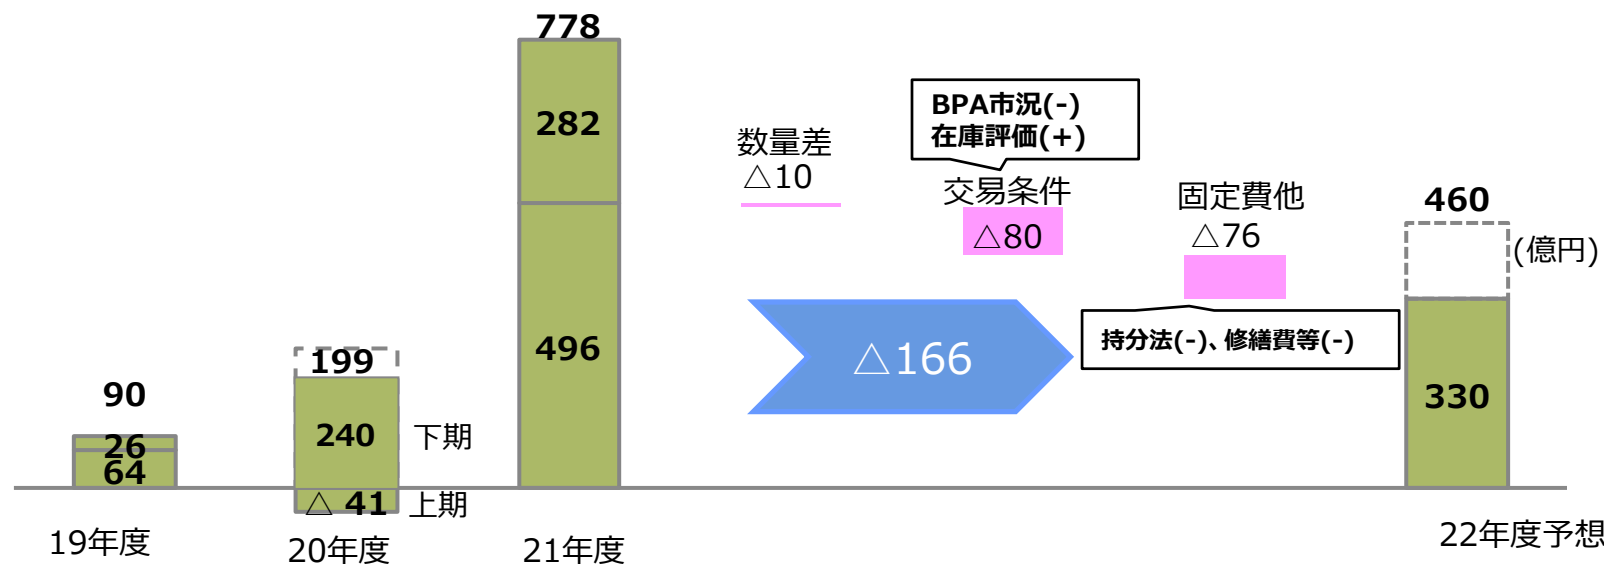 90
26
64
19年度
199
240
下期
△ 41
上期
20年度
778
282
496
21年度
数量差
△10
BPA市況(-)
在庫評価(+)
交易条件
△80
固定費他
△76
持分法(-)、修繕費等(-)
△166
460
(億円)
330
22年度予想